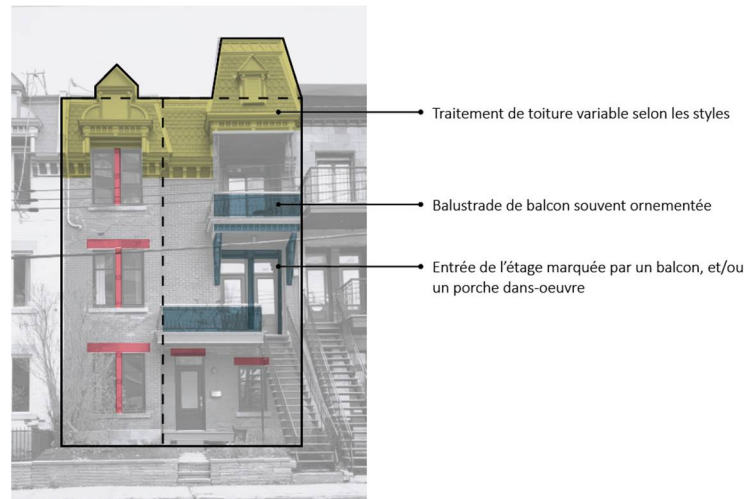 Traitement de toiture variable selon les styles
Balustrade de balcon souvent ornementée
Entrée de l'étage marquée par un balcon, et/ou
un porche dans-oeuvre